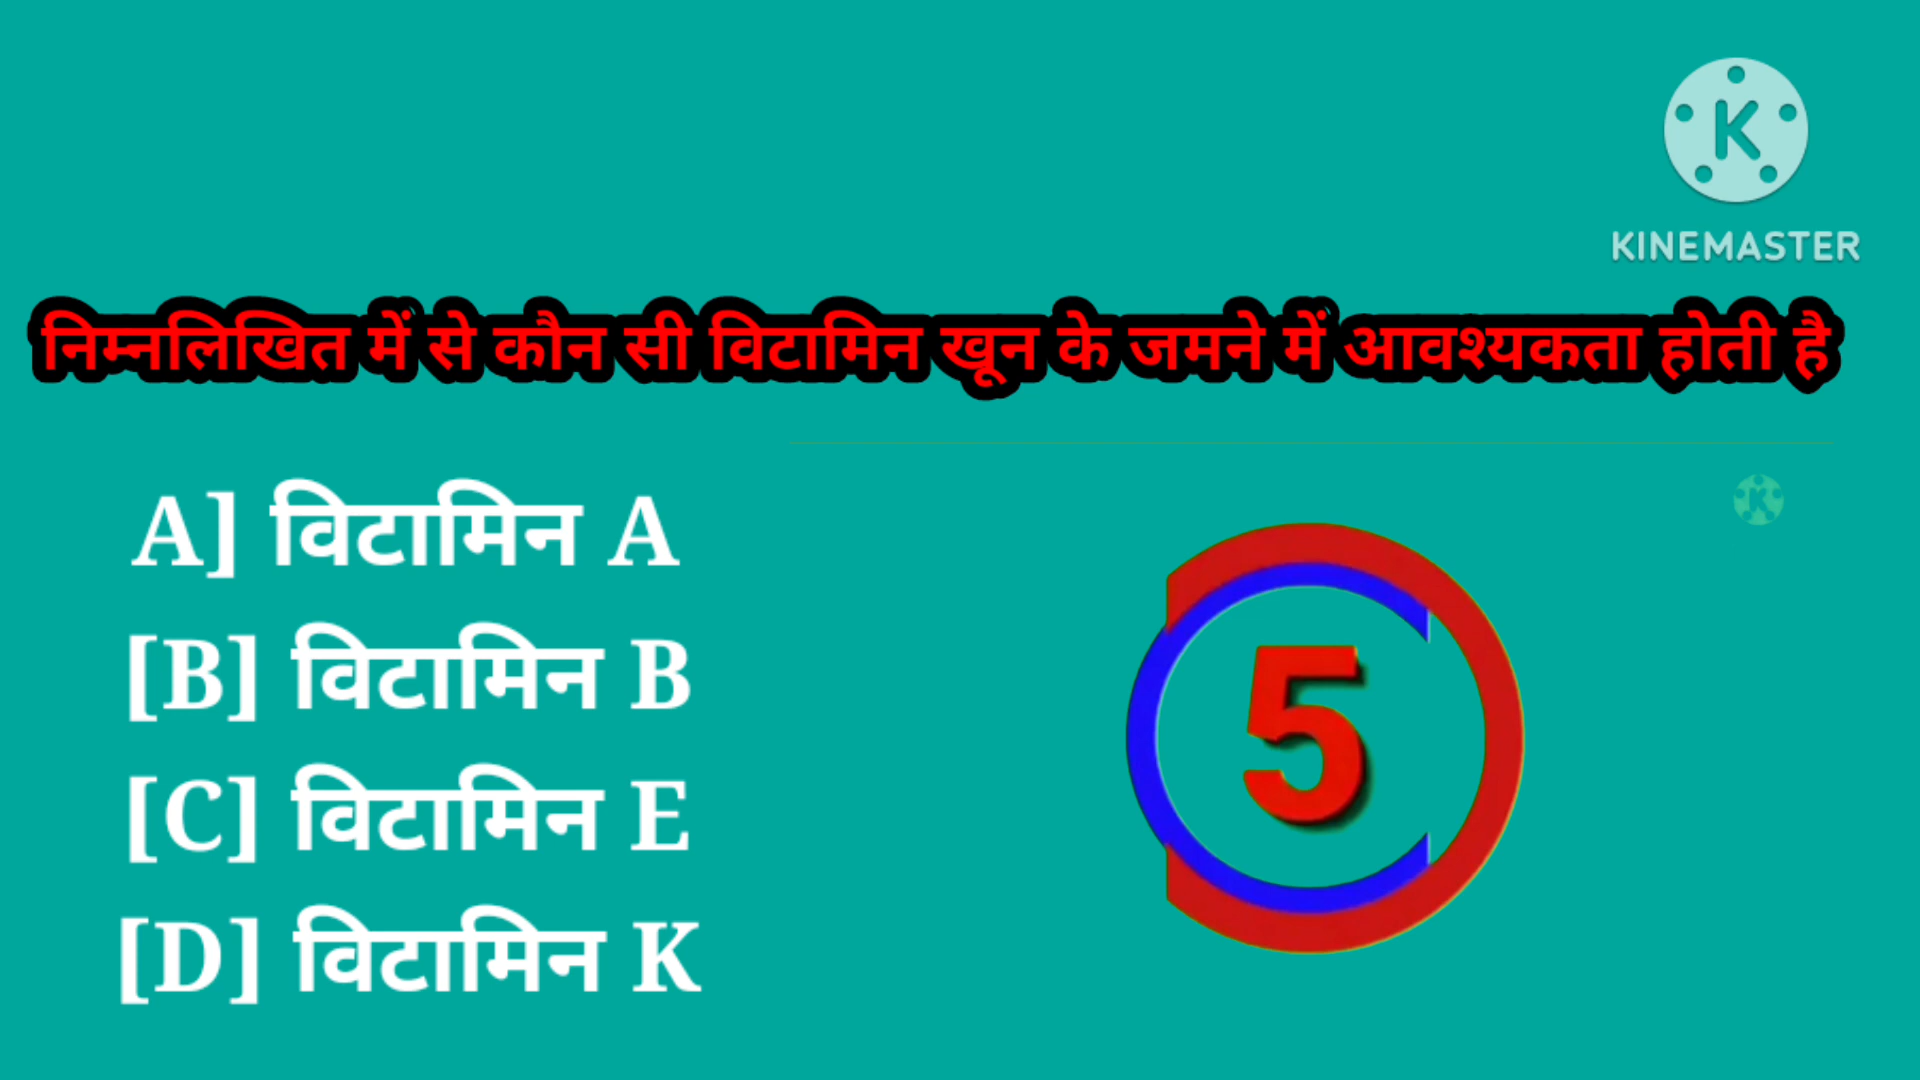 K
KINEMASTER
निम्नलिखित में से कौन सी विटामिन खून के जमने में आवश्यकता होती है
A] विटामिन A
[B] विटामिन B
[C] विटामिन E
[D] विटामिन K
K
5